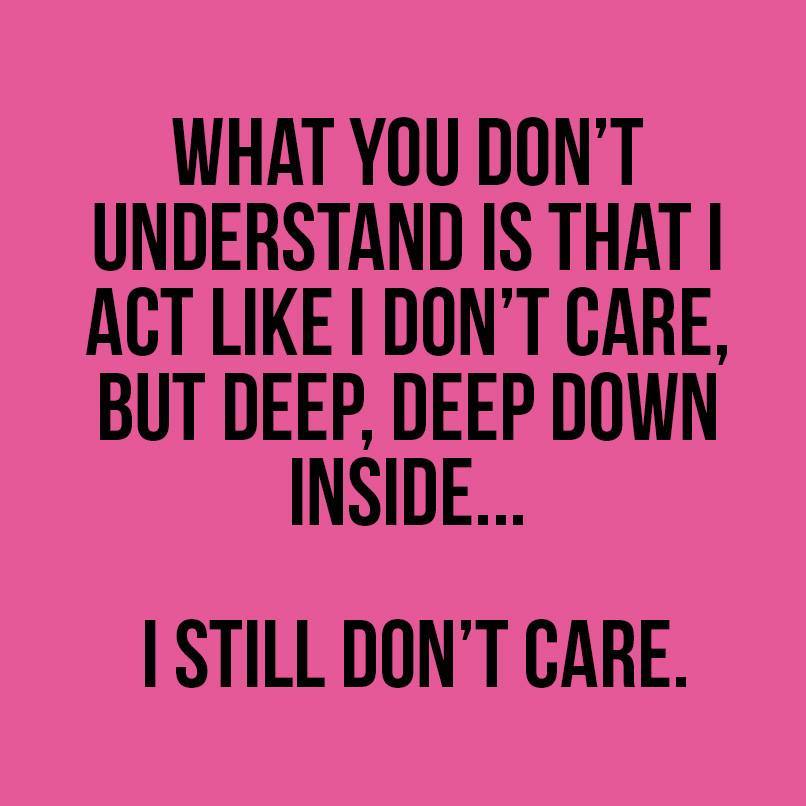 WHAT YOU DON’T
UNDERSTAND IS THAT I
ACT LIKE I DON’T CARE,
BUT DEEP, DEEP DOWN
INSIDE...
I STILL DON’T CARE.